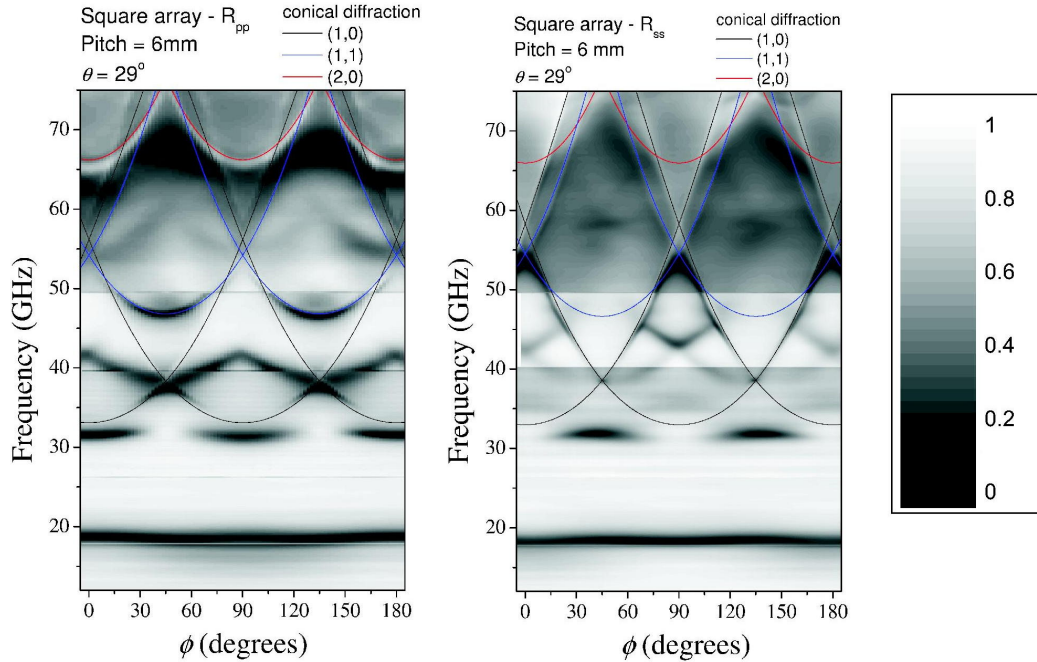 Square array - Rpp
Pitch = 6mm
θ = 29°
conical diffraction
(1,0)
(1,1)
(2,0)
Frequency (GHz)
70
60
50
40
30
20
0 30 60 90 120 150 180
ϕ (degrees)
Square array - Rss
Pitch = 6 mm
θ = 29°
conical diffraction
(1,0)
(1,1)
(2,0)
Frequency (GHz)
70
60
50
40
30
20
0 30 60 90 120 150 180
ϕ (degrees)
1
0.8
0.6
0.4
0.2
0